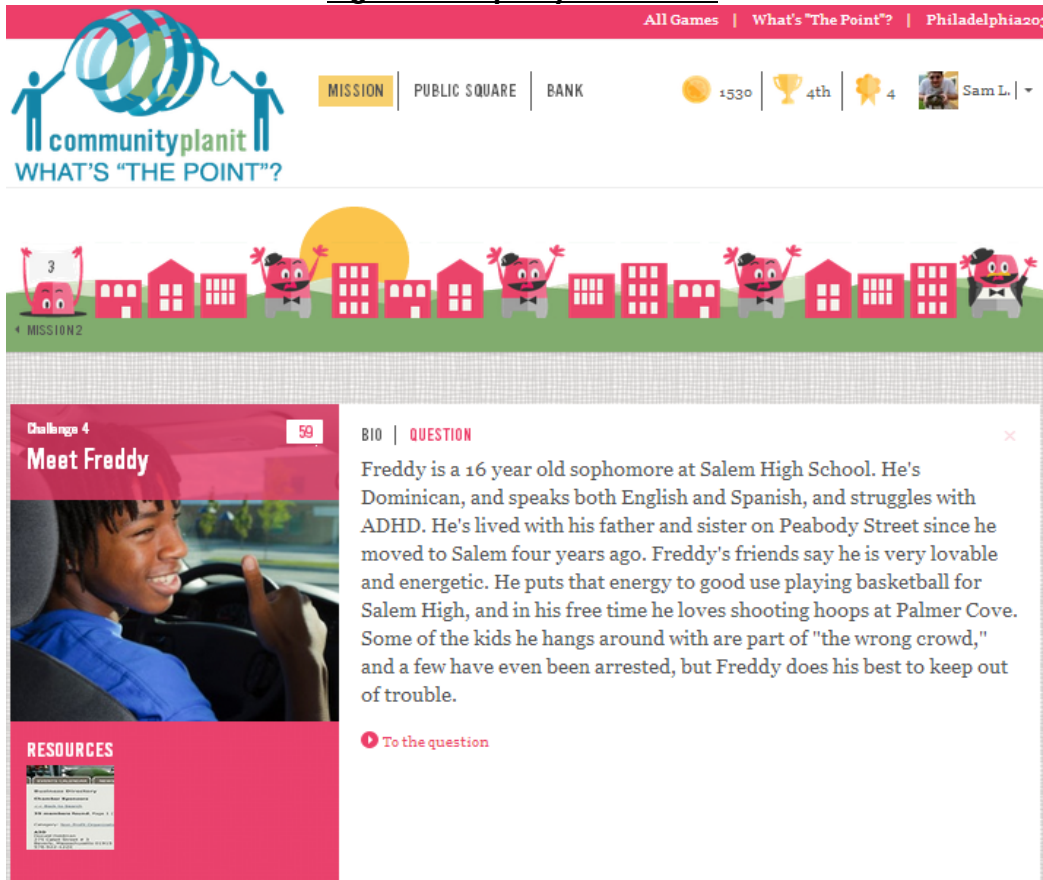 All Games | What's "The Point"? | Philadelphia203
communityplanit
WHAT'S "THE POINT"?
MISSION | PUBLIC SQUARE | BANK
1530 | 4th | 4 Sam L. |
3
MISSION 2
Challenge 4
59
Meet Freddy
BIO | QUESTION
×
Freddy is a 16 year old sophomore at Salem High School. He's
Dominican, and speaks both English and Spanish, and struggles with
ADHD. He's lived with his father and sister on Peabody Street since he
moved to Salem four years ago. Freddy's friends say he is very lovable
and energetic. He puts that energy to good use playing basketball for
Salem High, and in his free time he loves shooting hoops at Palmer Cove.
Some of the kids he hangs around with are part of "the wrong crowd,"
and a few have even been arrested, but Freddy does his best to keep out
of trouble.
To the question
RESOURCES
Business Directory
Chamber Sponsors